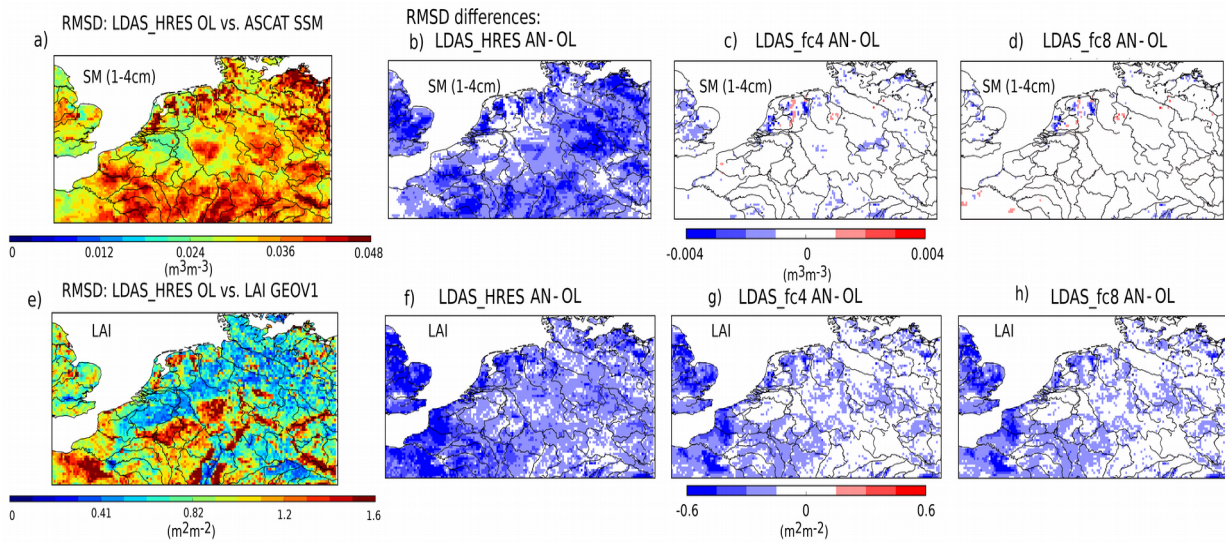 RMSD: LDAS_HRES OL vs. ASCAT SSM
RMSD differences:
a)
b) LDAS_HRES AN-OL
c) LDAS_fc4 AN-OL
d) LDAS_fc8 AN-OL
SM (1-4cm)
SM (1-4cm)
SM (1-4cm)
SM (1-4cm)
0 0.012 0.024 0.036 0.048
(m³m-³)
-0.004 0 0.004
(m³m-³)
e) RMSD: LDAS_HRES OL vs. LAI GEOV1
f) LDAS_HRES AN-OL
g) LDAS_fc4 AN-OL
h) LDAS_fc8 AN-OL
LAI
LAI
LAI
LAI
0 0.41 0.82 1.2 1.6
(m²m-²)
-0.6 0 0.6
(m²m-²)